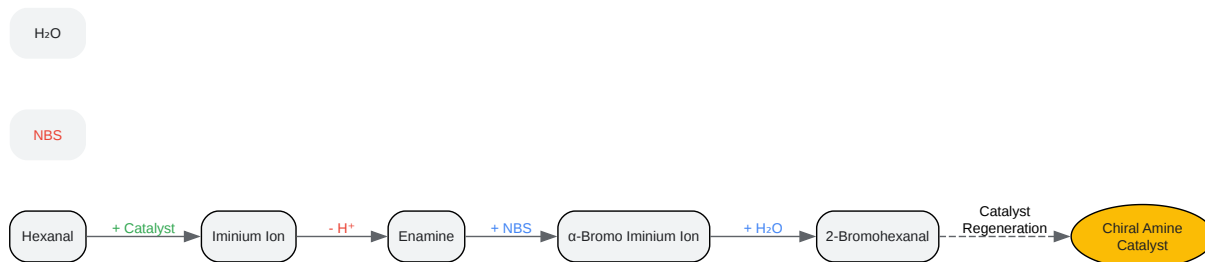 H₂O
NBS
Hexanal
+ Catalyst
Iminium Ion
- H⁺
Enamine
+ NBS
α-Bromo Iminium Ion
+ H₂O
2-Bromohexanal
Catalyst
Regeneration
Chiral Amine
Catalyst